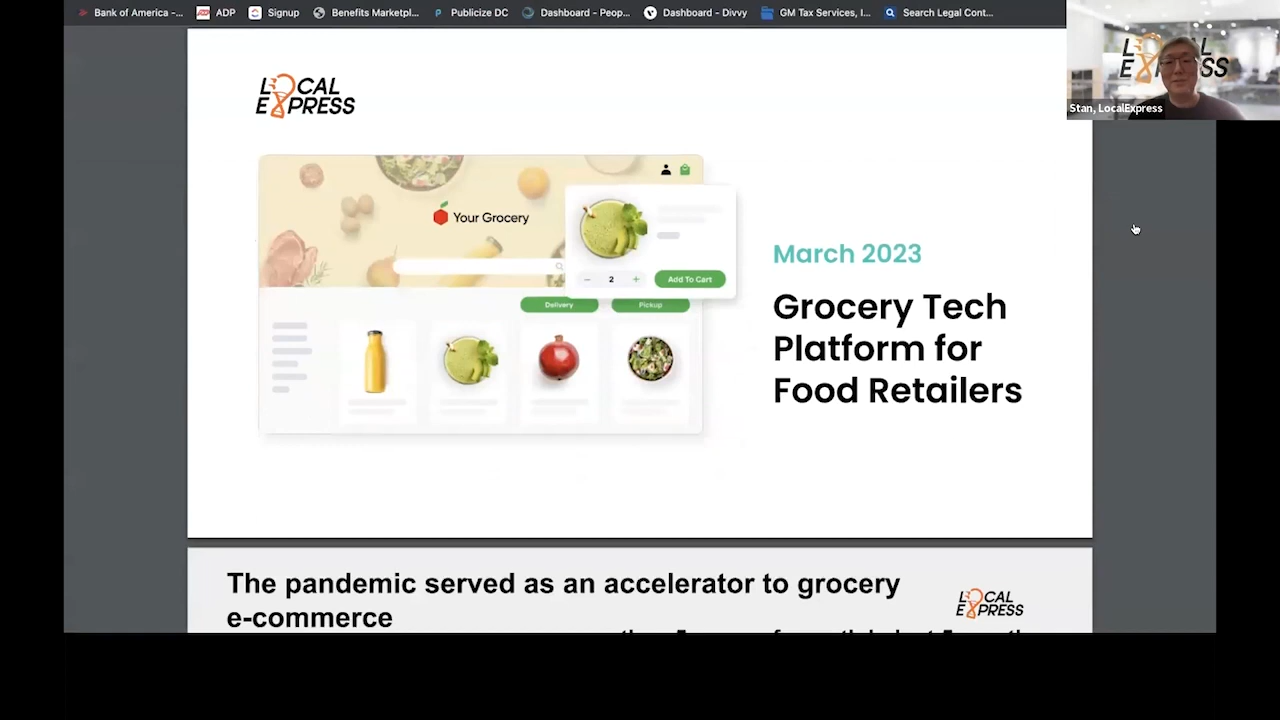 Bank of America -...
ADP
Signup
Benefits Marketpl...
Publicize DC
Dashboard - Peop...
Dashboard - Divvy
GM Tax Services, I...
Search Legal Cont...
LOCAL
EXPRESS
Stan, LocalExpress
LOCAL
EXPRESS
Your Grocery
2
Add To Cart
Delivery
Pickup
March 2023
Grocery Tech
Platform for
Food Retailers
The pandemic served as an accelerator to grocery
e-commerce
LOCAL
EXPRESS